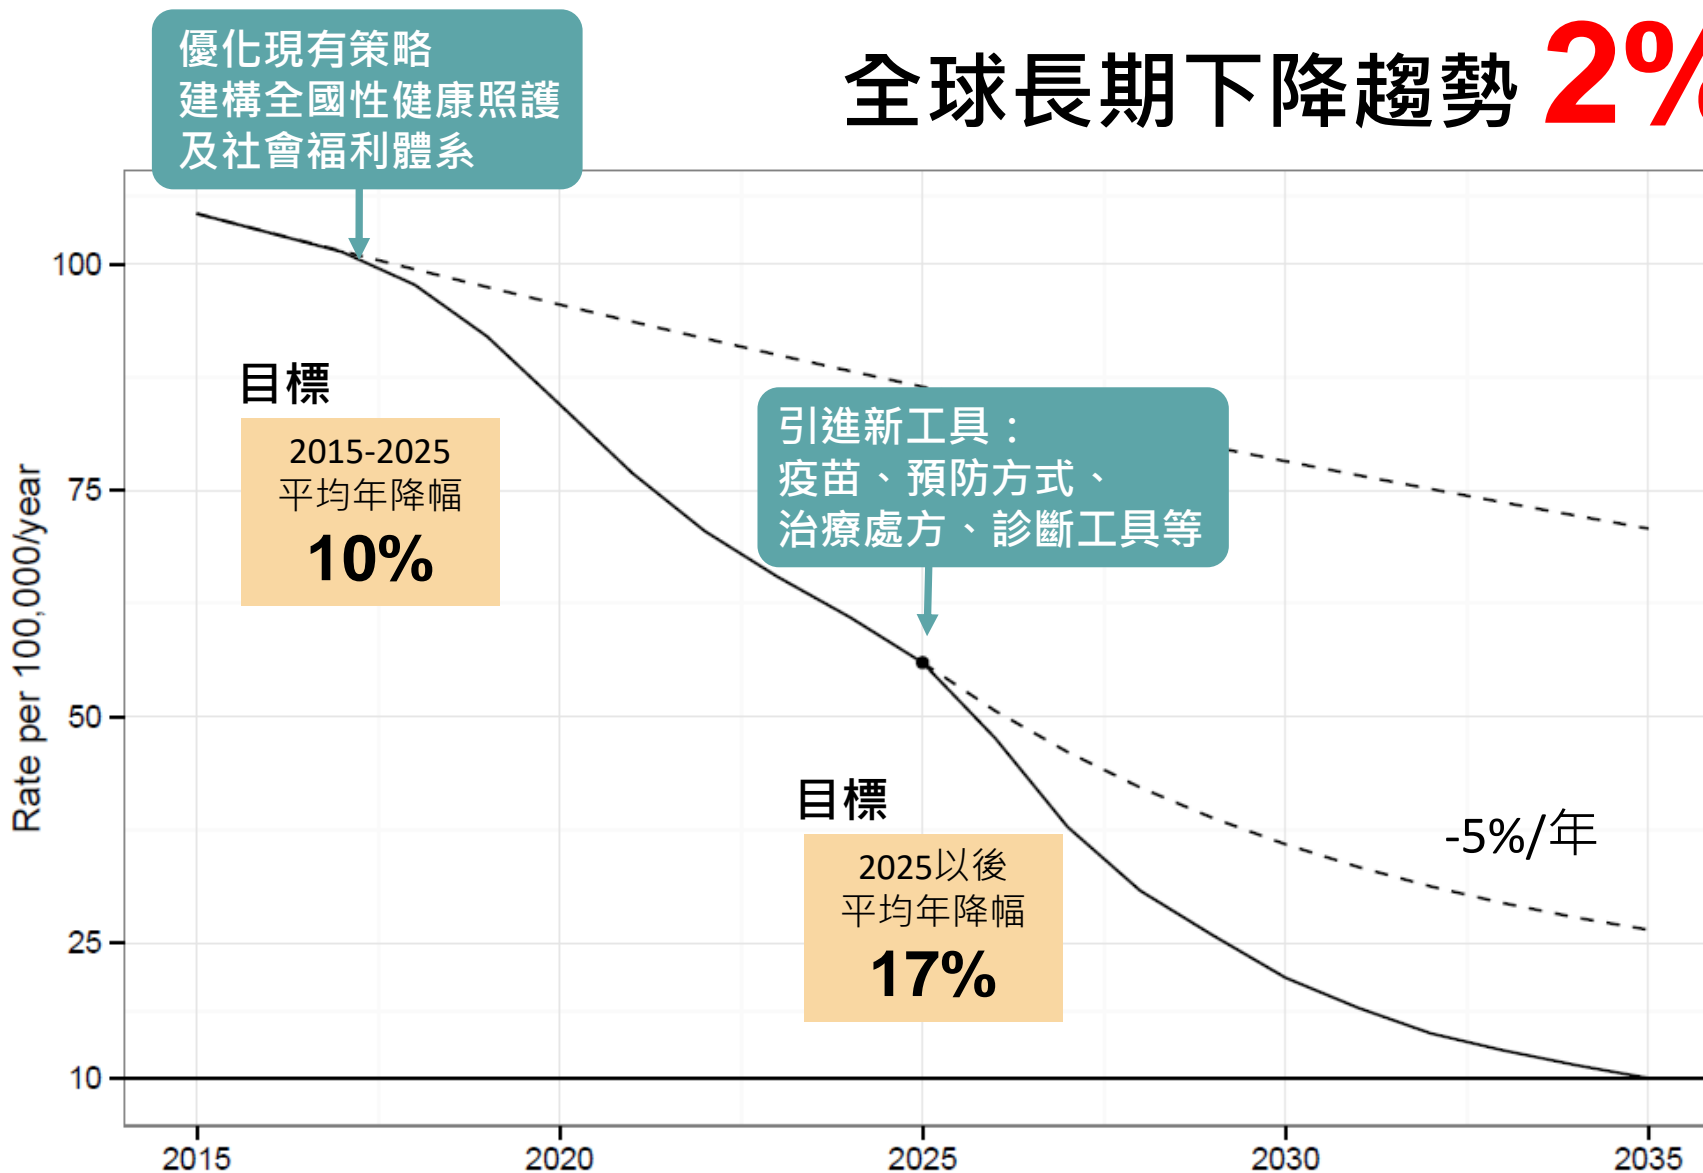 優化現有策略
建構全國性健康照護
及社會福利體系
全球長期下降趨勢 2%
100
75
50
25
10
Rate per 100,000/year
目標
2015-2025
平均年降幅
10%
引進新工具：
疫苗、預防方式、
治療處方、診斷工具等
目標
2025以後
平均年降幅
17%
-5%/年
2015
2020
2025
2030
2035